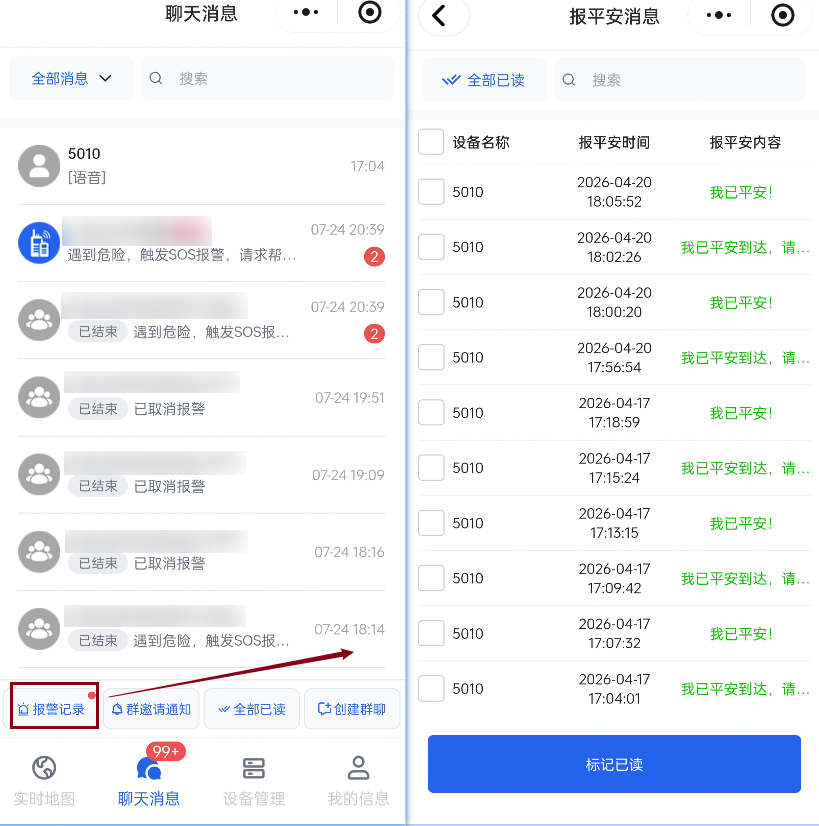 聊天消息
全部消息
搜索
5010
17:04
[语音]
07-24 20:39
遇到危险，触发SOS报警，请求帮...
2
07-24 20:39
已结束 遇到危险，触发SOS报...
2
07-24 19:51
已结束 已取消报警
07-24 19:09
已结束 已取消报警
07-24 18:16
已结束 已取消报警
07-24 18:14
已结束 遇到危险，触发SOS报...
报警记录 群邀请通知 全部已读 创建群聊
99+
实时地图 聊天消息 设备管理 我的信息
报平安消息
全部已读
搜索
设备名称 报平安时间 报平安内容
5010 2026-04-20 18:05:52 我已平安！
5010 2026-04-20 18:02:26 我已平安到达，请...
5010 2026-04-20 18:00:20 我已平安！
5010 2026-04-20 17:56:54 我已平安到达，请...
5010 2026-04-17 17:18:59 我已平安！
5010 2026-04-17 17:15:24 我已平安到达，请...
5010 2026-04-17 17:13:15 我已平安！
5010 2026-04-17 17:09:42 我已平安到达，请...
5010 2026-04-17 17:07:32 我已平安！
5010 2026-04-17 17:04:01 我已平安到达，请...
标记已读